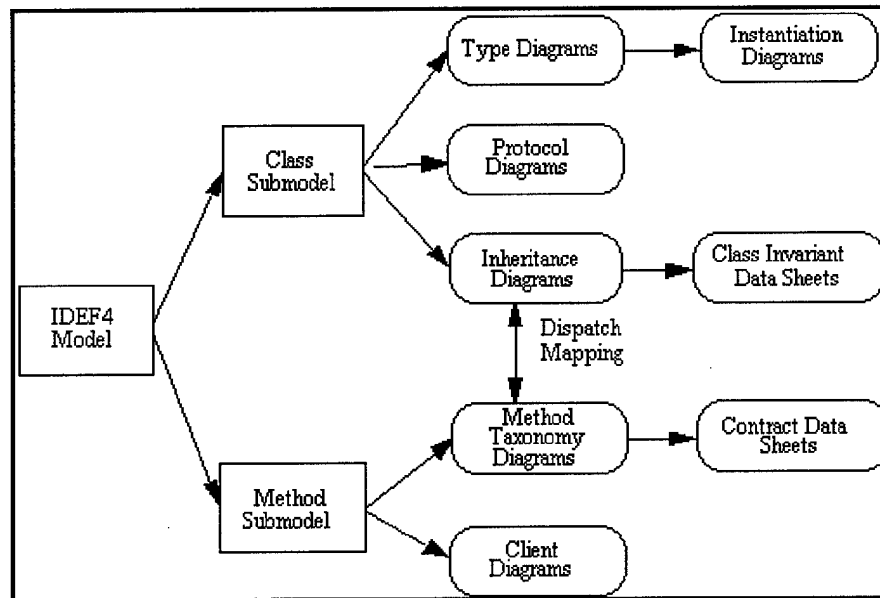 Type Diagrams
Instantiation
Diagrams
Class
Submodel
Protocol
Diagrams
Inheritance
Diagrams
Class Invariant
Data Sheets
IDEF4
Model
Dispatch
Mapping
Method
Taxonomy
Diagrams
Contract Data
Sheets
Method
Submodel
Client
Diagrams